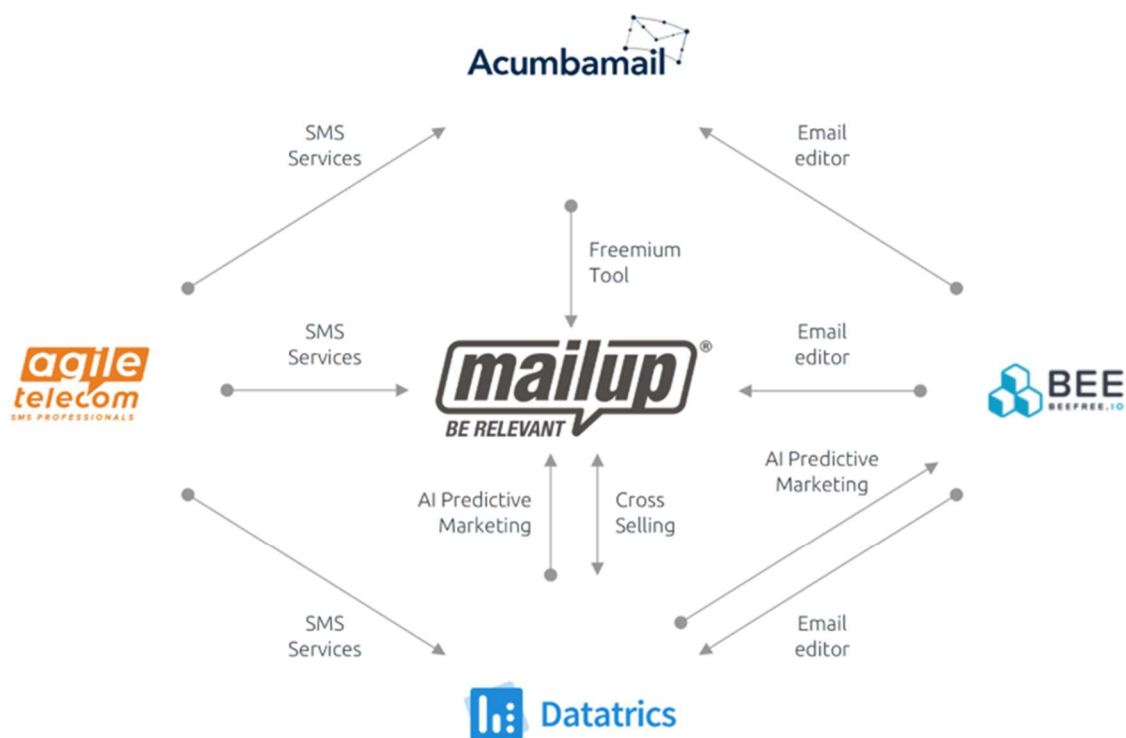 Acumbamail
SMS
Services
Email
editor
Freemium
Tool
SMS
Services
Email
editor
agile
telecom
SMS PROFESSIONALS
mailup®
BE RELEVANT
BEE
BEEFREE.IO
AI Predictive
Marketing
Cross
Selling
AI Predictive
Marketing
SMS
Services
Email
editor
Datatrics